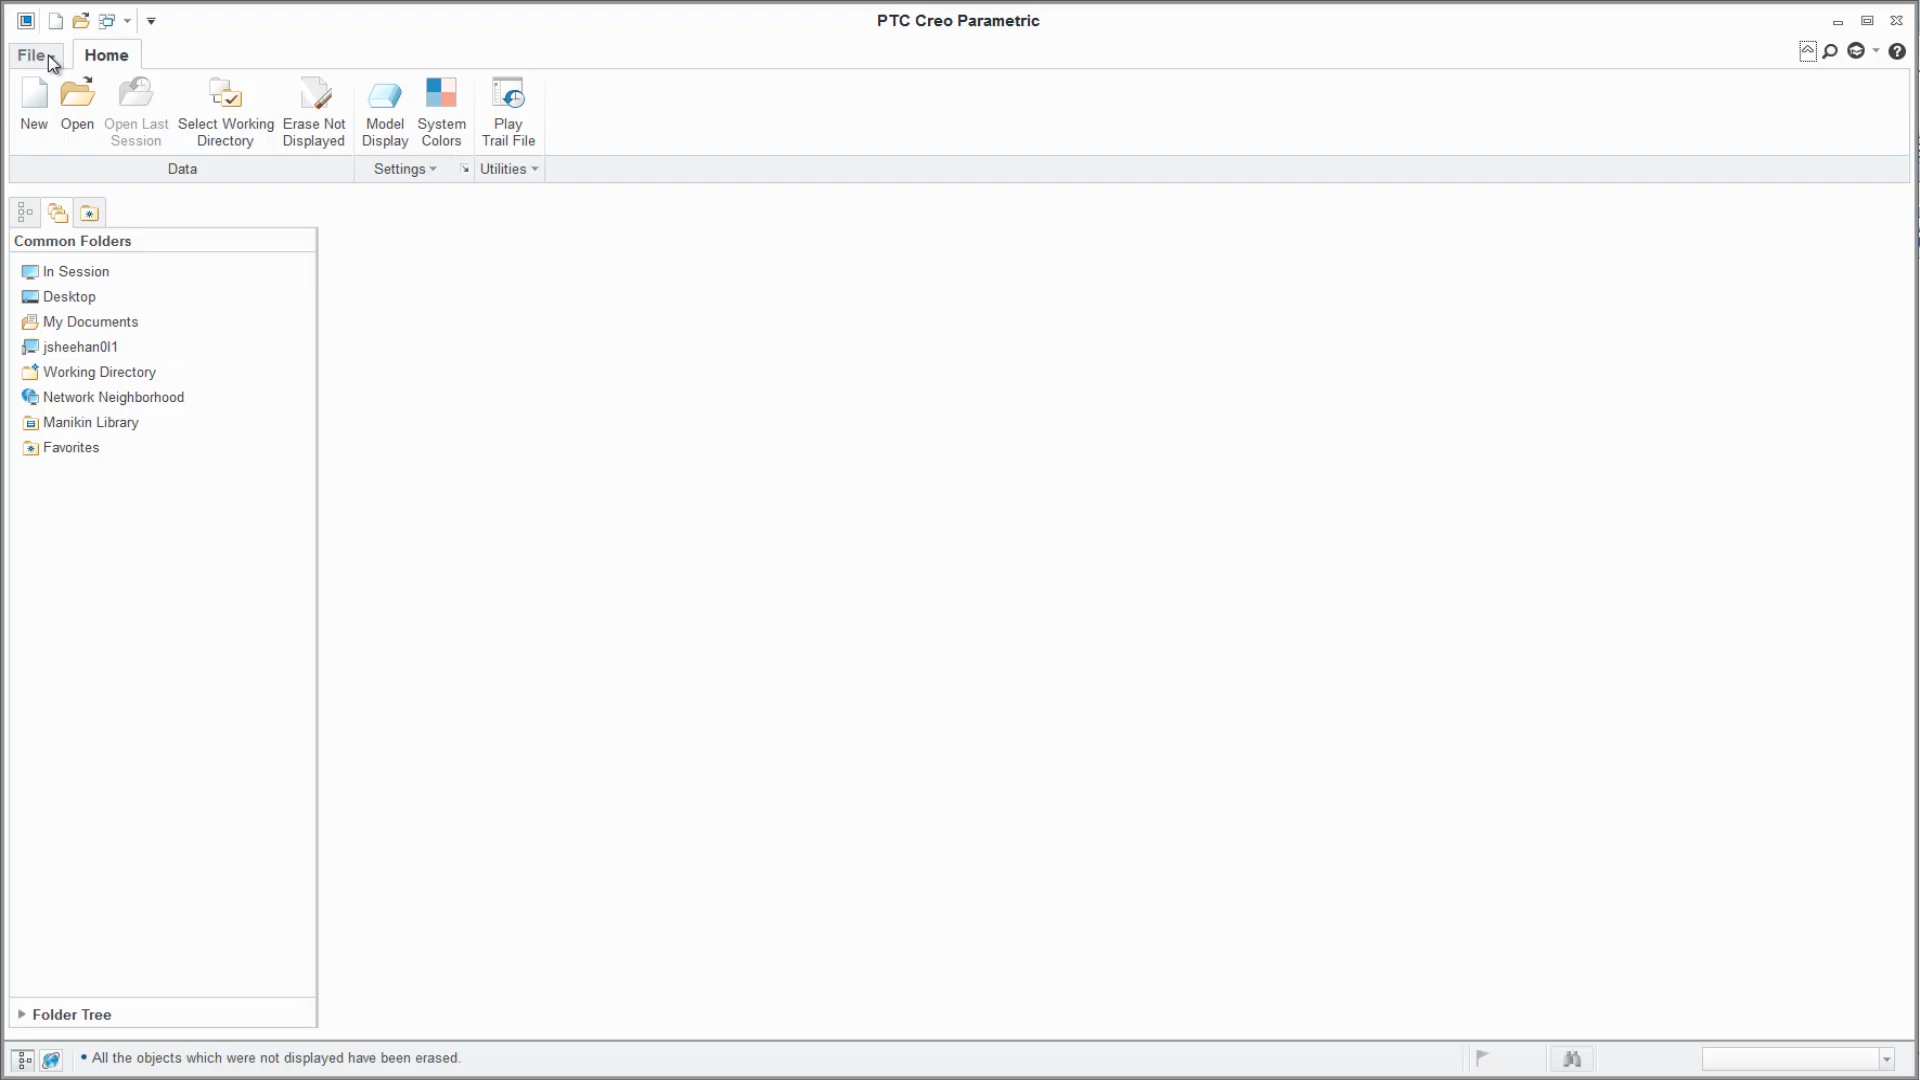 PTC Creo Parametric
File
Home
New
Open
Open Last
Session
Select Working
Directory
Erase Not
Displayed
Model
Display
System
Colors
Play
Trail File
Data
Settings
Utilities
Common Folders
In Session
Desktop
My Documents
jsheehan0l1
Working Directory
Network Neighborhood
Manikin Library
Favorites
Folder Tree
• All the objects which were not displayed have been erased.